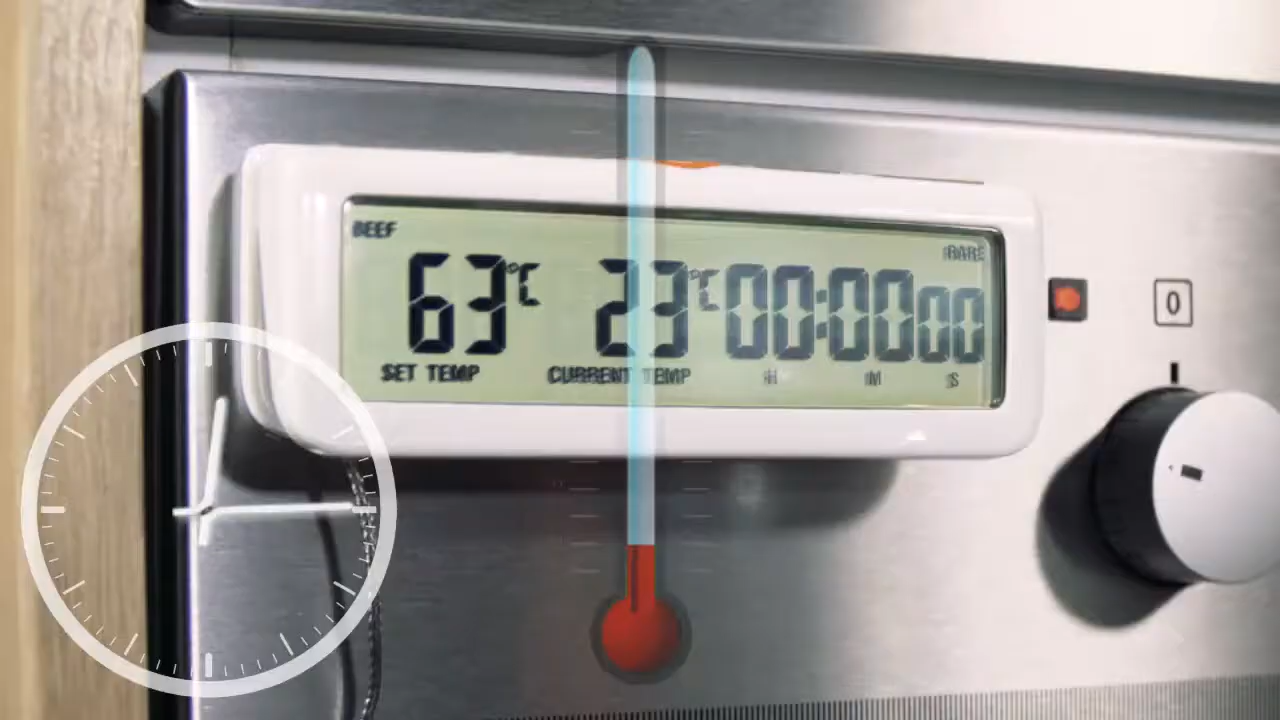 BEEF
RARE
63°C 23°C 00:00 00
SET TEMP CURRENT TEMP H M S
0